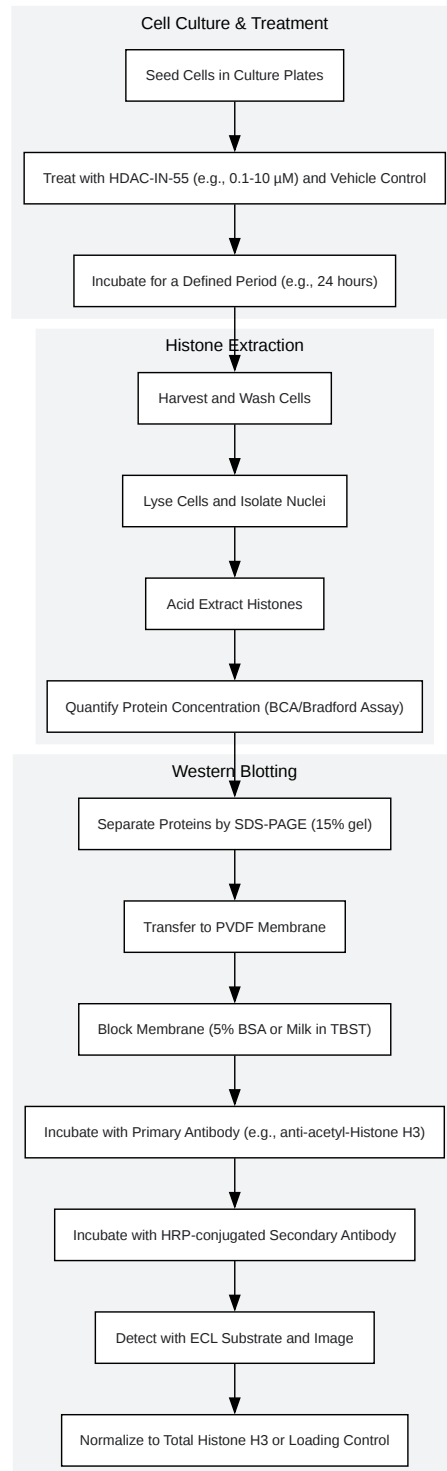 Cell Culture & Treatment
Seed Cells in Culture Plates
Treat with HDAC-IN-55 (e.g., 0.1-10 µM) and Vehicle Control
Incubate for a Defined Period (e.g., 24 hours)
Histone Extraction
Harvest and Wash Cells
Lyse Cells and Isolate Nuclei
Acid Extract Histones
Quantify Protein Concentration (BCA/Bradford Assay)
Western Blotting
Separate Proteins by SDS-PAGE (15% gel)
Transfer to PVDF Membrane
Block Membrane (5% BSA or Milk in TBST)
Incubate with Primary Antibody (e.g., anti-acetyl-Histone H3)
Incubate with HRP-conjugated Secondary Antibody
Detect with ECL Substrate and Image
Normalize to Total Histone H3 or Loading Control